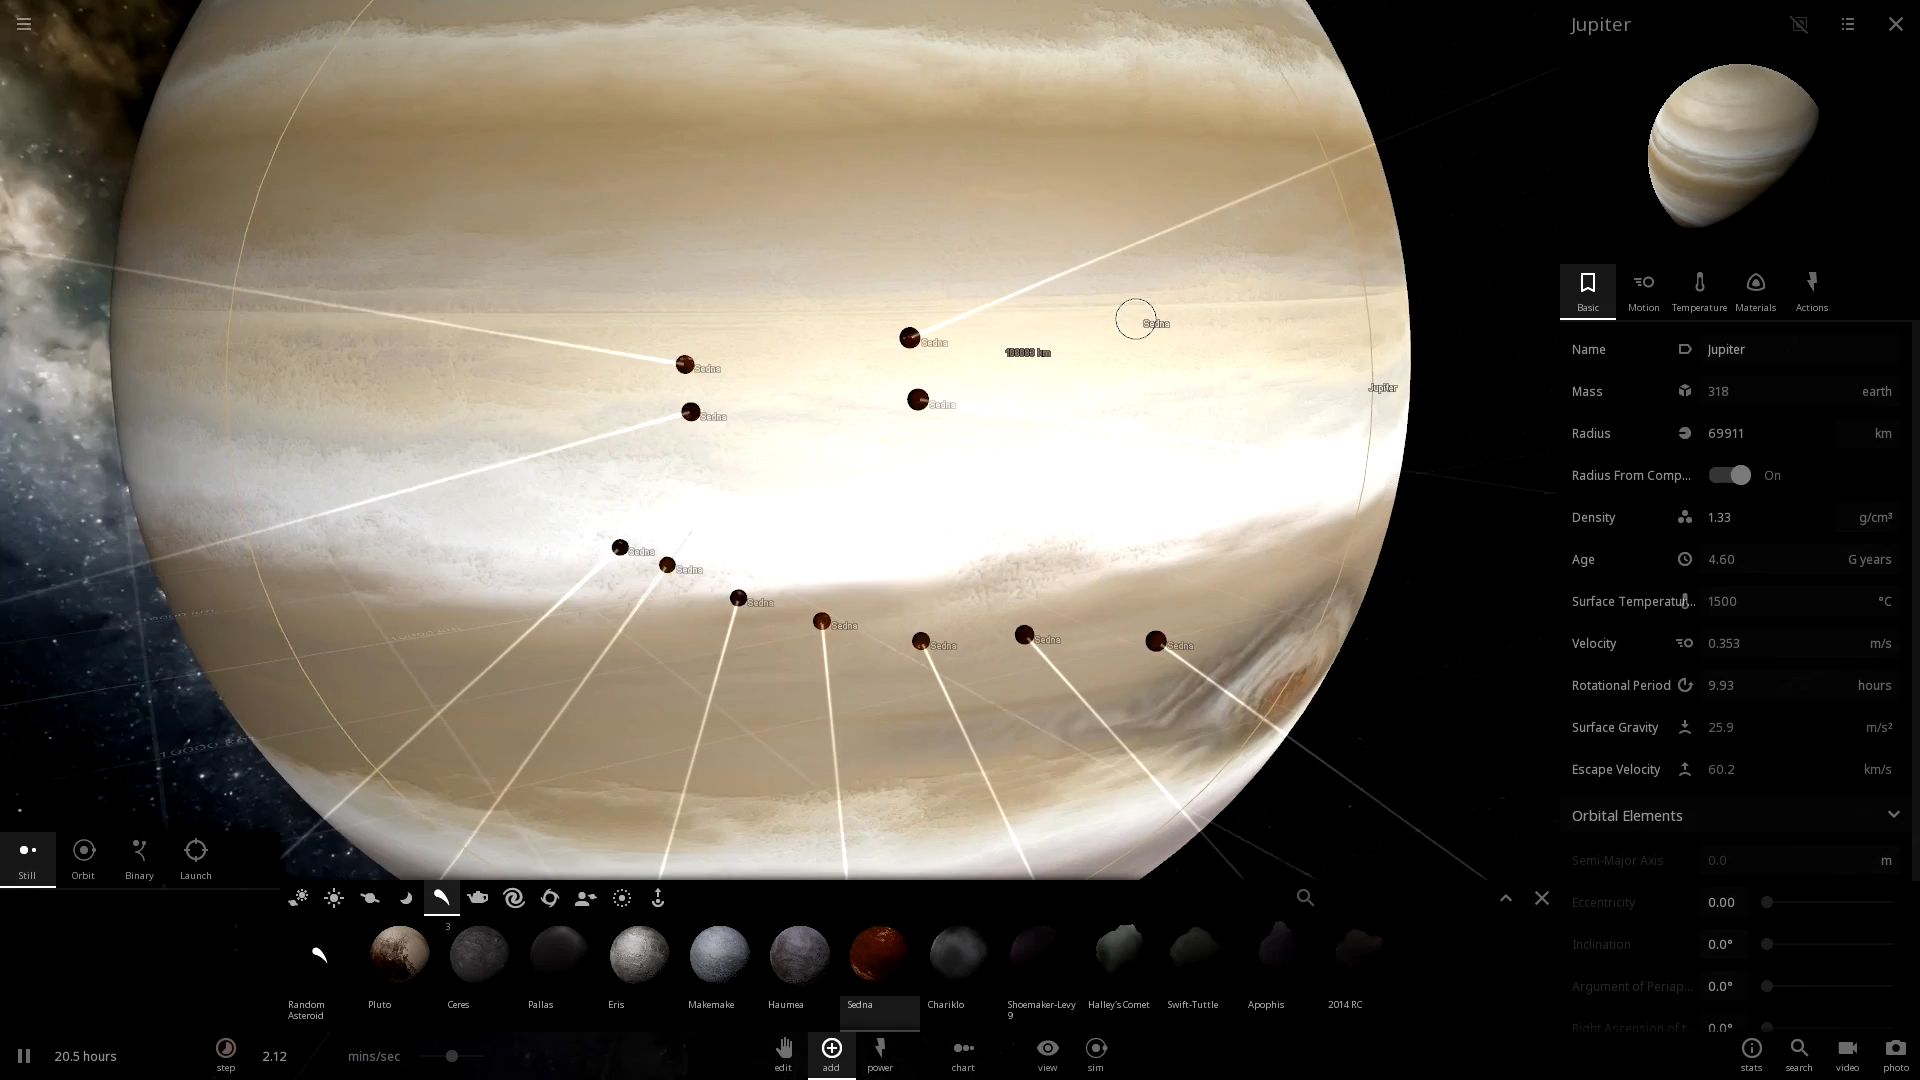 Jupiter
Basic
Motion
Temperature
Materials
Actions
Name Jupiter
Mass 318 earth
Radius 69911 km
Radius From Comp... On
Density 1.33 g/cm³
Age 4.60 G years
Surface Temperatur... 1500 °C
Velocity 0.353 m/s
Rotational Period 9.93 hours
Surface Gravity 25.9 m/s²
Escape Velocity 60.2 km/s
Orbital Elements
Semi-Major Axis 0.0 m
Eccentricity 0.00
Inclination 0.0°
Argument of Periap... 0.0°
Right Ascension of t... 0.0°
Sedna
Sedna
Sedna
Sedna
Sedna
Jupiter
Sedna
Sedna
Sedna
Sedna
Sedna
Sedna
Sedna
Still
Orbit
Binary
Launch
3
Random Asteroid
Pluto
Ceres
Pallas
Eris
Makemake
Haumea
Sedna
Chariklo
Shoemaker-Levy 9
Halley's Comet
Swift-Tuttle
Apophis
2014 RC
20.5 hours
step
2.12 mins/sec
edit
add
power
chart
view
sim
stats
search
video
photo